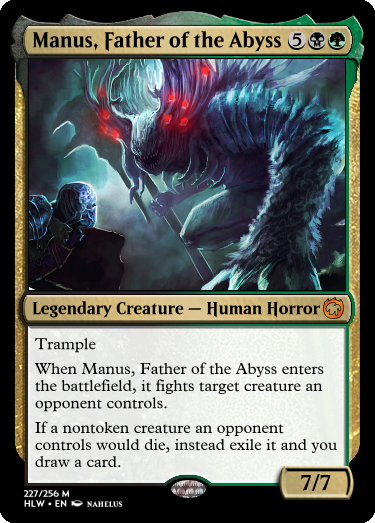 Manus, Father of the Abyss 5
Legendary Creature — Human Horror
Trample
When Manus, Father of the Abyss enters
the battlefield, it fights target creature an
opponent controls.
If a nontoken creature an opponent
controls would die, instead exile it and you
draw a card.
7/7
227/256 M
HLW • EN NAHELUS